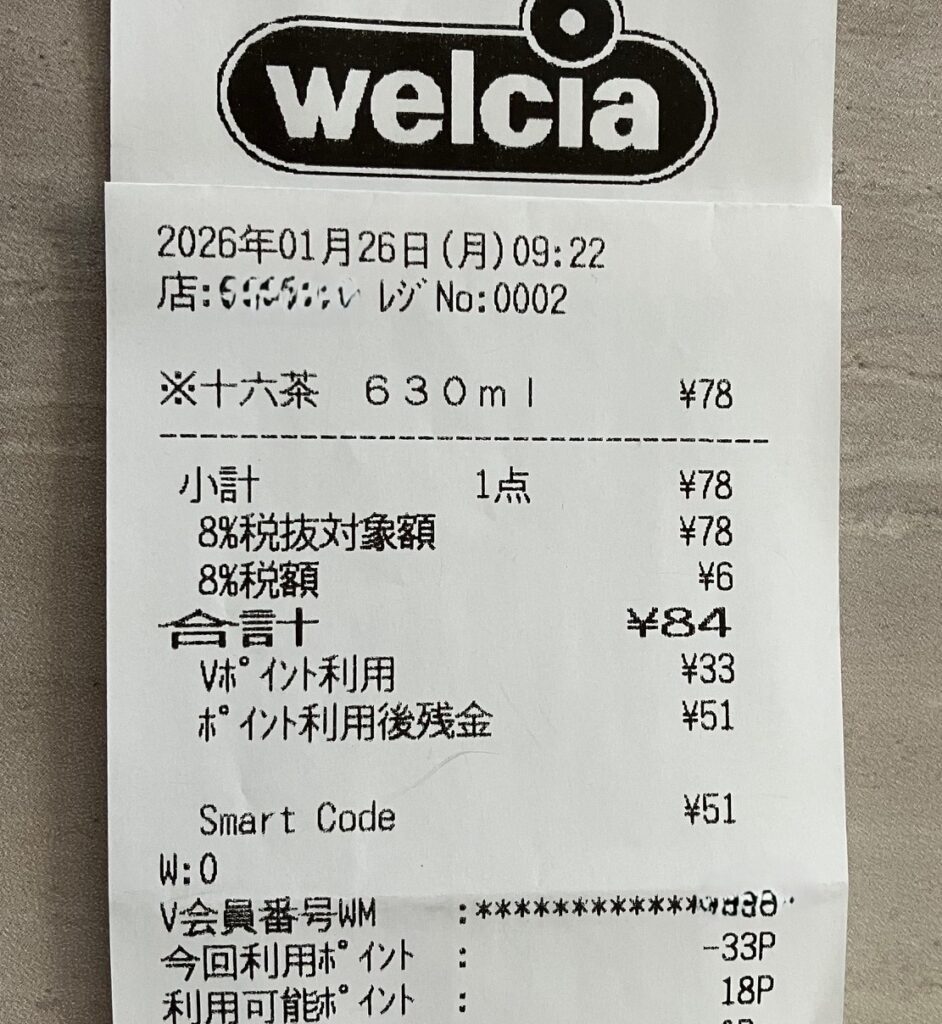 welcia
2026年01月26日(月)09:22
店: ﾚｼﾞNo:0002
※十六茶　６３０ｍｌ ¥78
小計 1点 ¥78
8%税抜対象額 ¥78
8%税額 ¥6
合計 ¥84
Vﾎﾟｲﾝﾄ利用 ¥33
ﾎﾟｲﾝﾄ利用後残金 ¥51
Smart Code ¥51
W:0
V会員番号WM :************
今回利用ﾎﾟｲﾝﾄ : -33P
利用可能ﾎﾟｲﾝﾄ : 18P